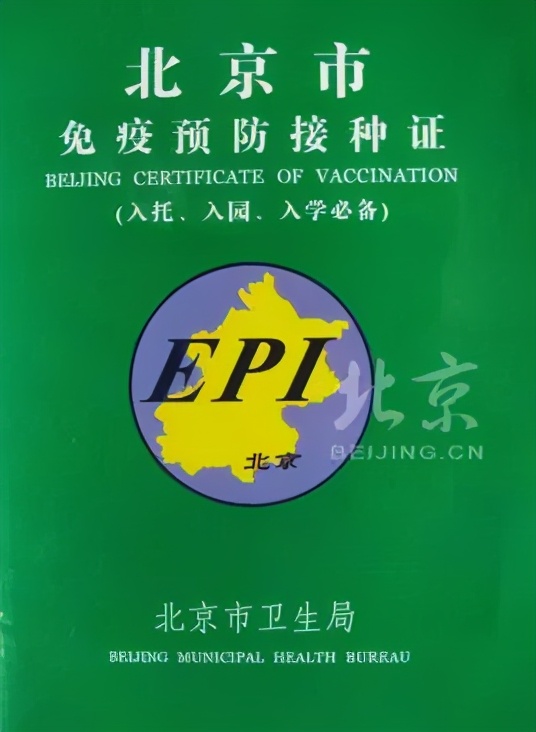 北京市
免疫预防接种证
BEIJING CERTIFICATE OF VACCINATION
(入托、入园、入学必备)
EPI
北京
北京
BEIJING.CN
北京市卫生局
BEIJING MUNICIPAL HEALTH BUREAU